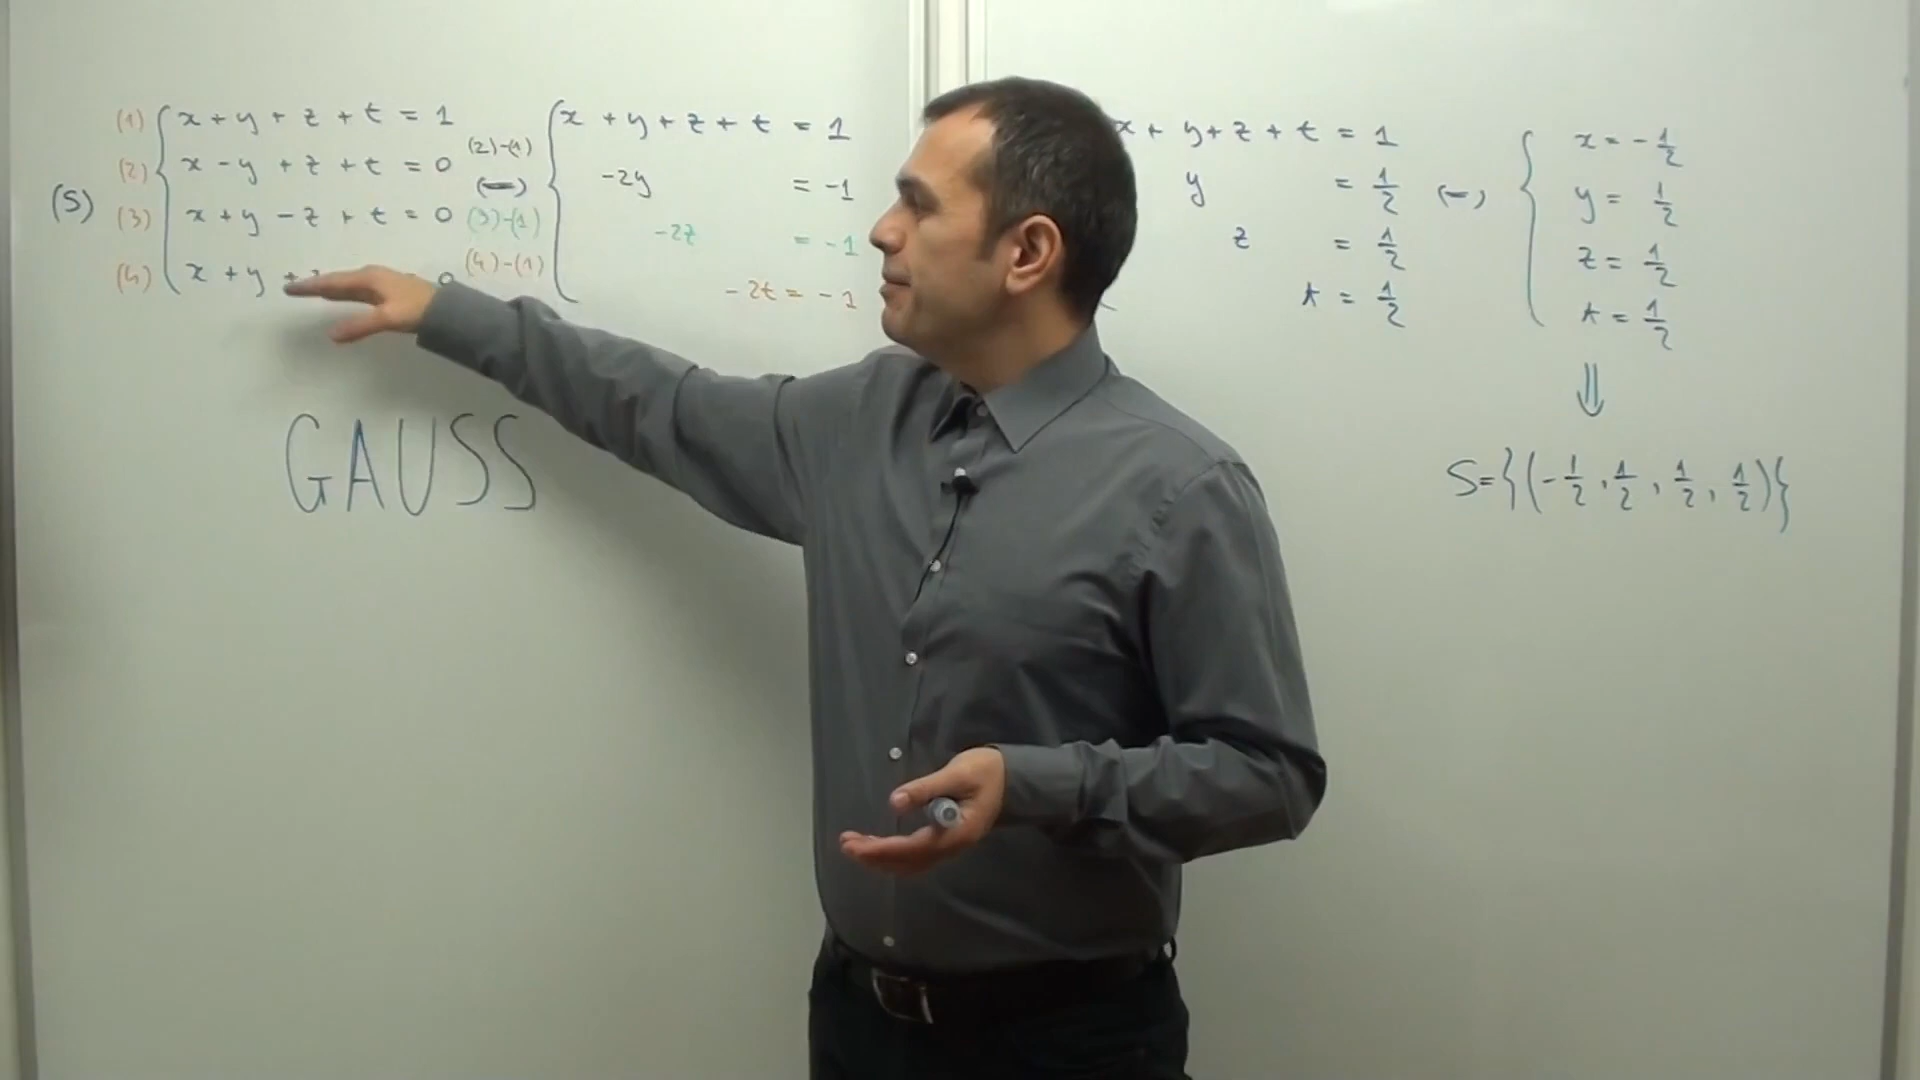 (S)
(1) x + y + z + t = 1
(2) x - y + z + t = 0
(3) x + y - z + t = 0
(4) x + y + z = 0
(2)-(1)
(⟺)
(3)-(1)
(4)-(1)
x + y + z + t = 1
-2y = -1
-2z = -1
-2t = -1
x + y + z + t = 1
y = 1/2
z = 1/2
t = 1/2
(⟺)
x = -1/2
y = 1/2
z = 1/2
t = 1/2
⇓
S={(-1/2, 1/2, 1/2, 1/2)}
GAUSS